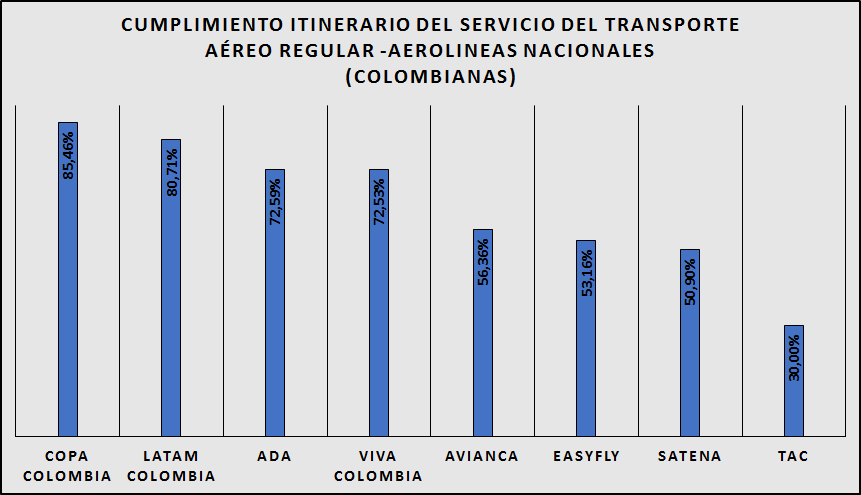 CUMPLIMIENTO ITINERARIO DEL SERVICIO DEL TRANSPORTE
AÉREO REGULAR -AEROLINEAS NACIONALES
(COLOMBIANAS)
85,46%
80,71%
72,59%
72,53%
56,36%
53,16%
50,90%
30,00%
COPA
COLOMBIA
LATAM
COLOMBIA
ADA
VIVA
COLOMBIA
AVIANCA
EASYFLY
SATENA
TAC